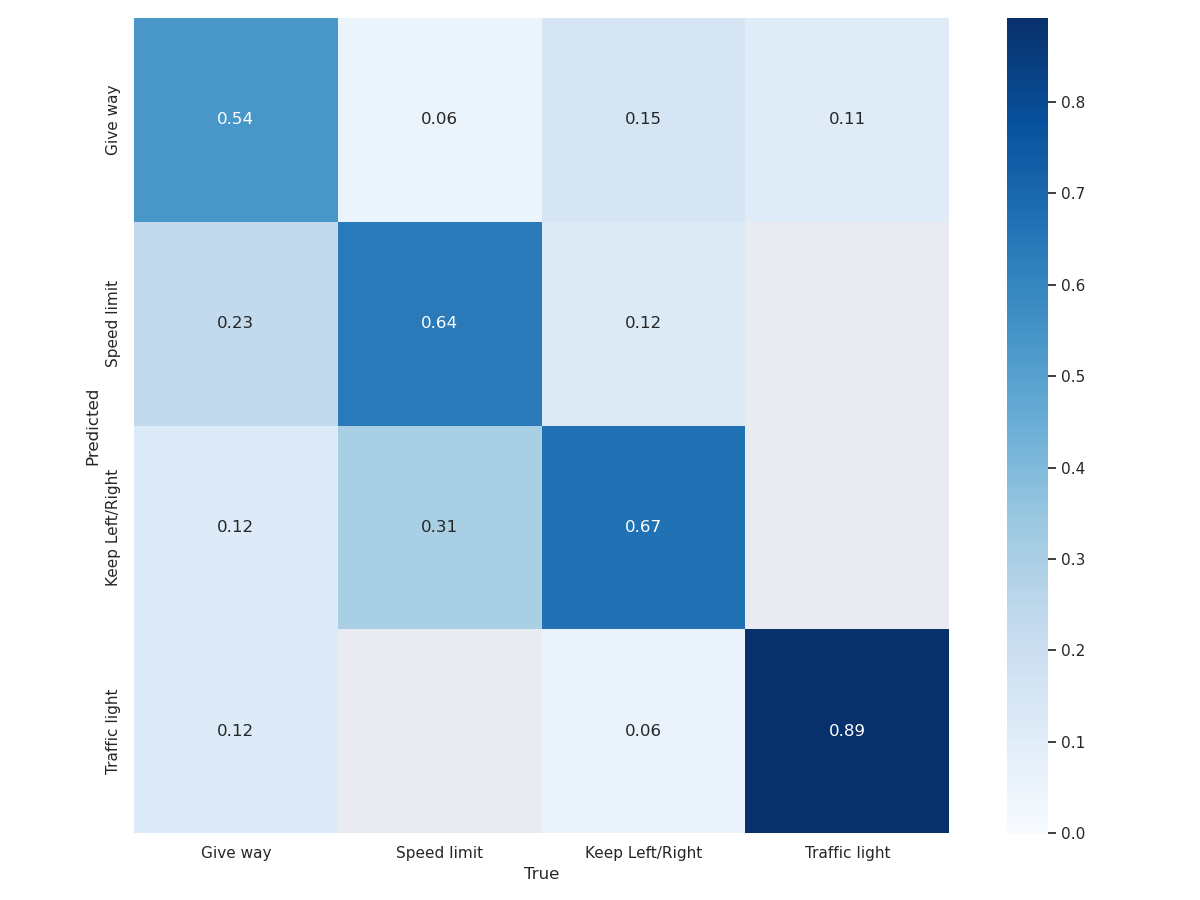 Give way
0.54
0.06
0.15
0.11
Speed limit
0.23
0.64
0.12
Predicted
Keep Left/Right
0.12
0.31
0.67
Traffic light
0.12
0.06
0.89
Give way
Speed limit
Keep Left/Right
Traffic light
True
0.8
0.7
0.6
0.5
0.4
0.3
0.2
0.1
0.0